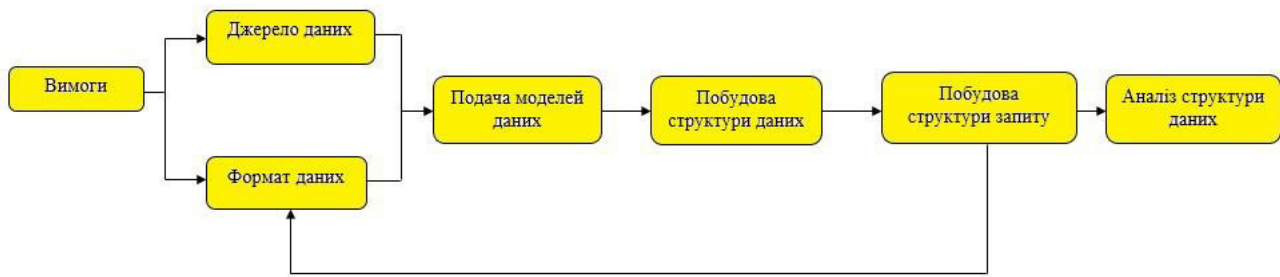 Вимоги
Джерело даних
Формат даних
Подача моделей
даних
Побудова
структури даних
Побудова
структури запиту
Аналіз структури
даних